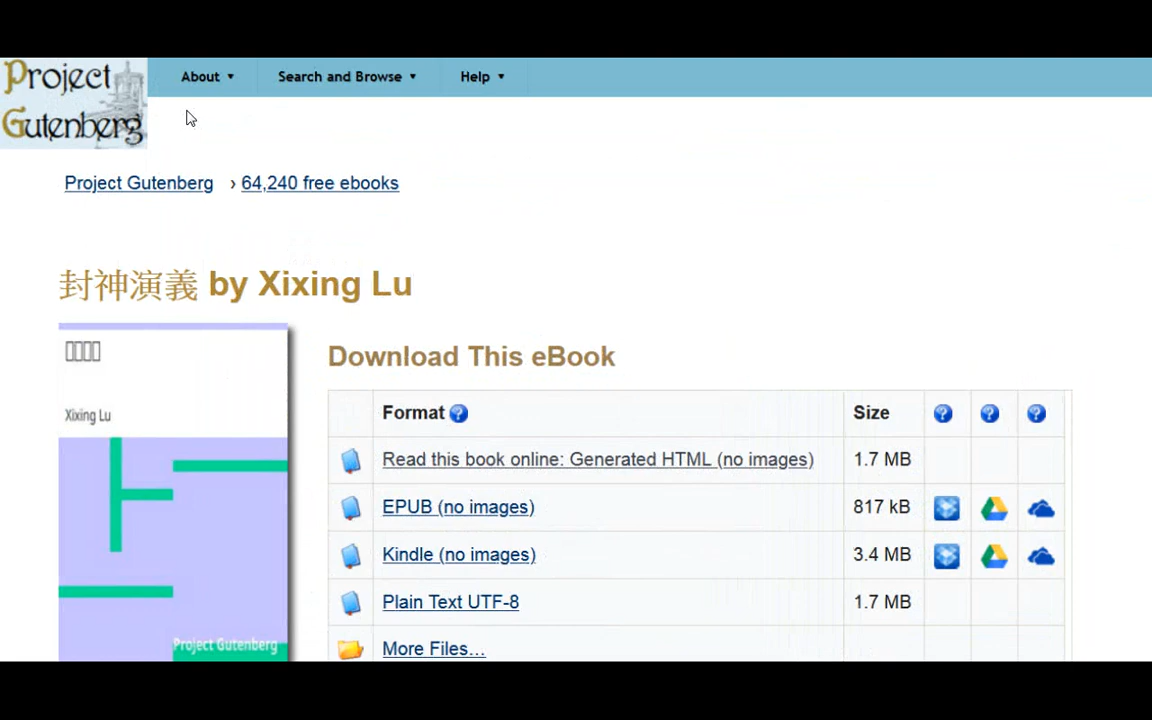 Project
Gutenberg
About ▼ Search and Browse ▼ Help ▼
Project Gutenberg › 64,240 free ebooks
封神演義 by Xixing Lu
Xixing Lu
Project Gutenberg
Download This eBook
Format ? Size ? ? ?
Read this book online: Generated HTML (no images) 1.7 MB
EPUB (no images) 817 kB
Kindle (no images) 3.4 MB
Plain Text UTF-8 1.7 MB
More Files…